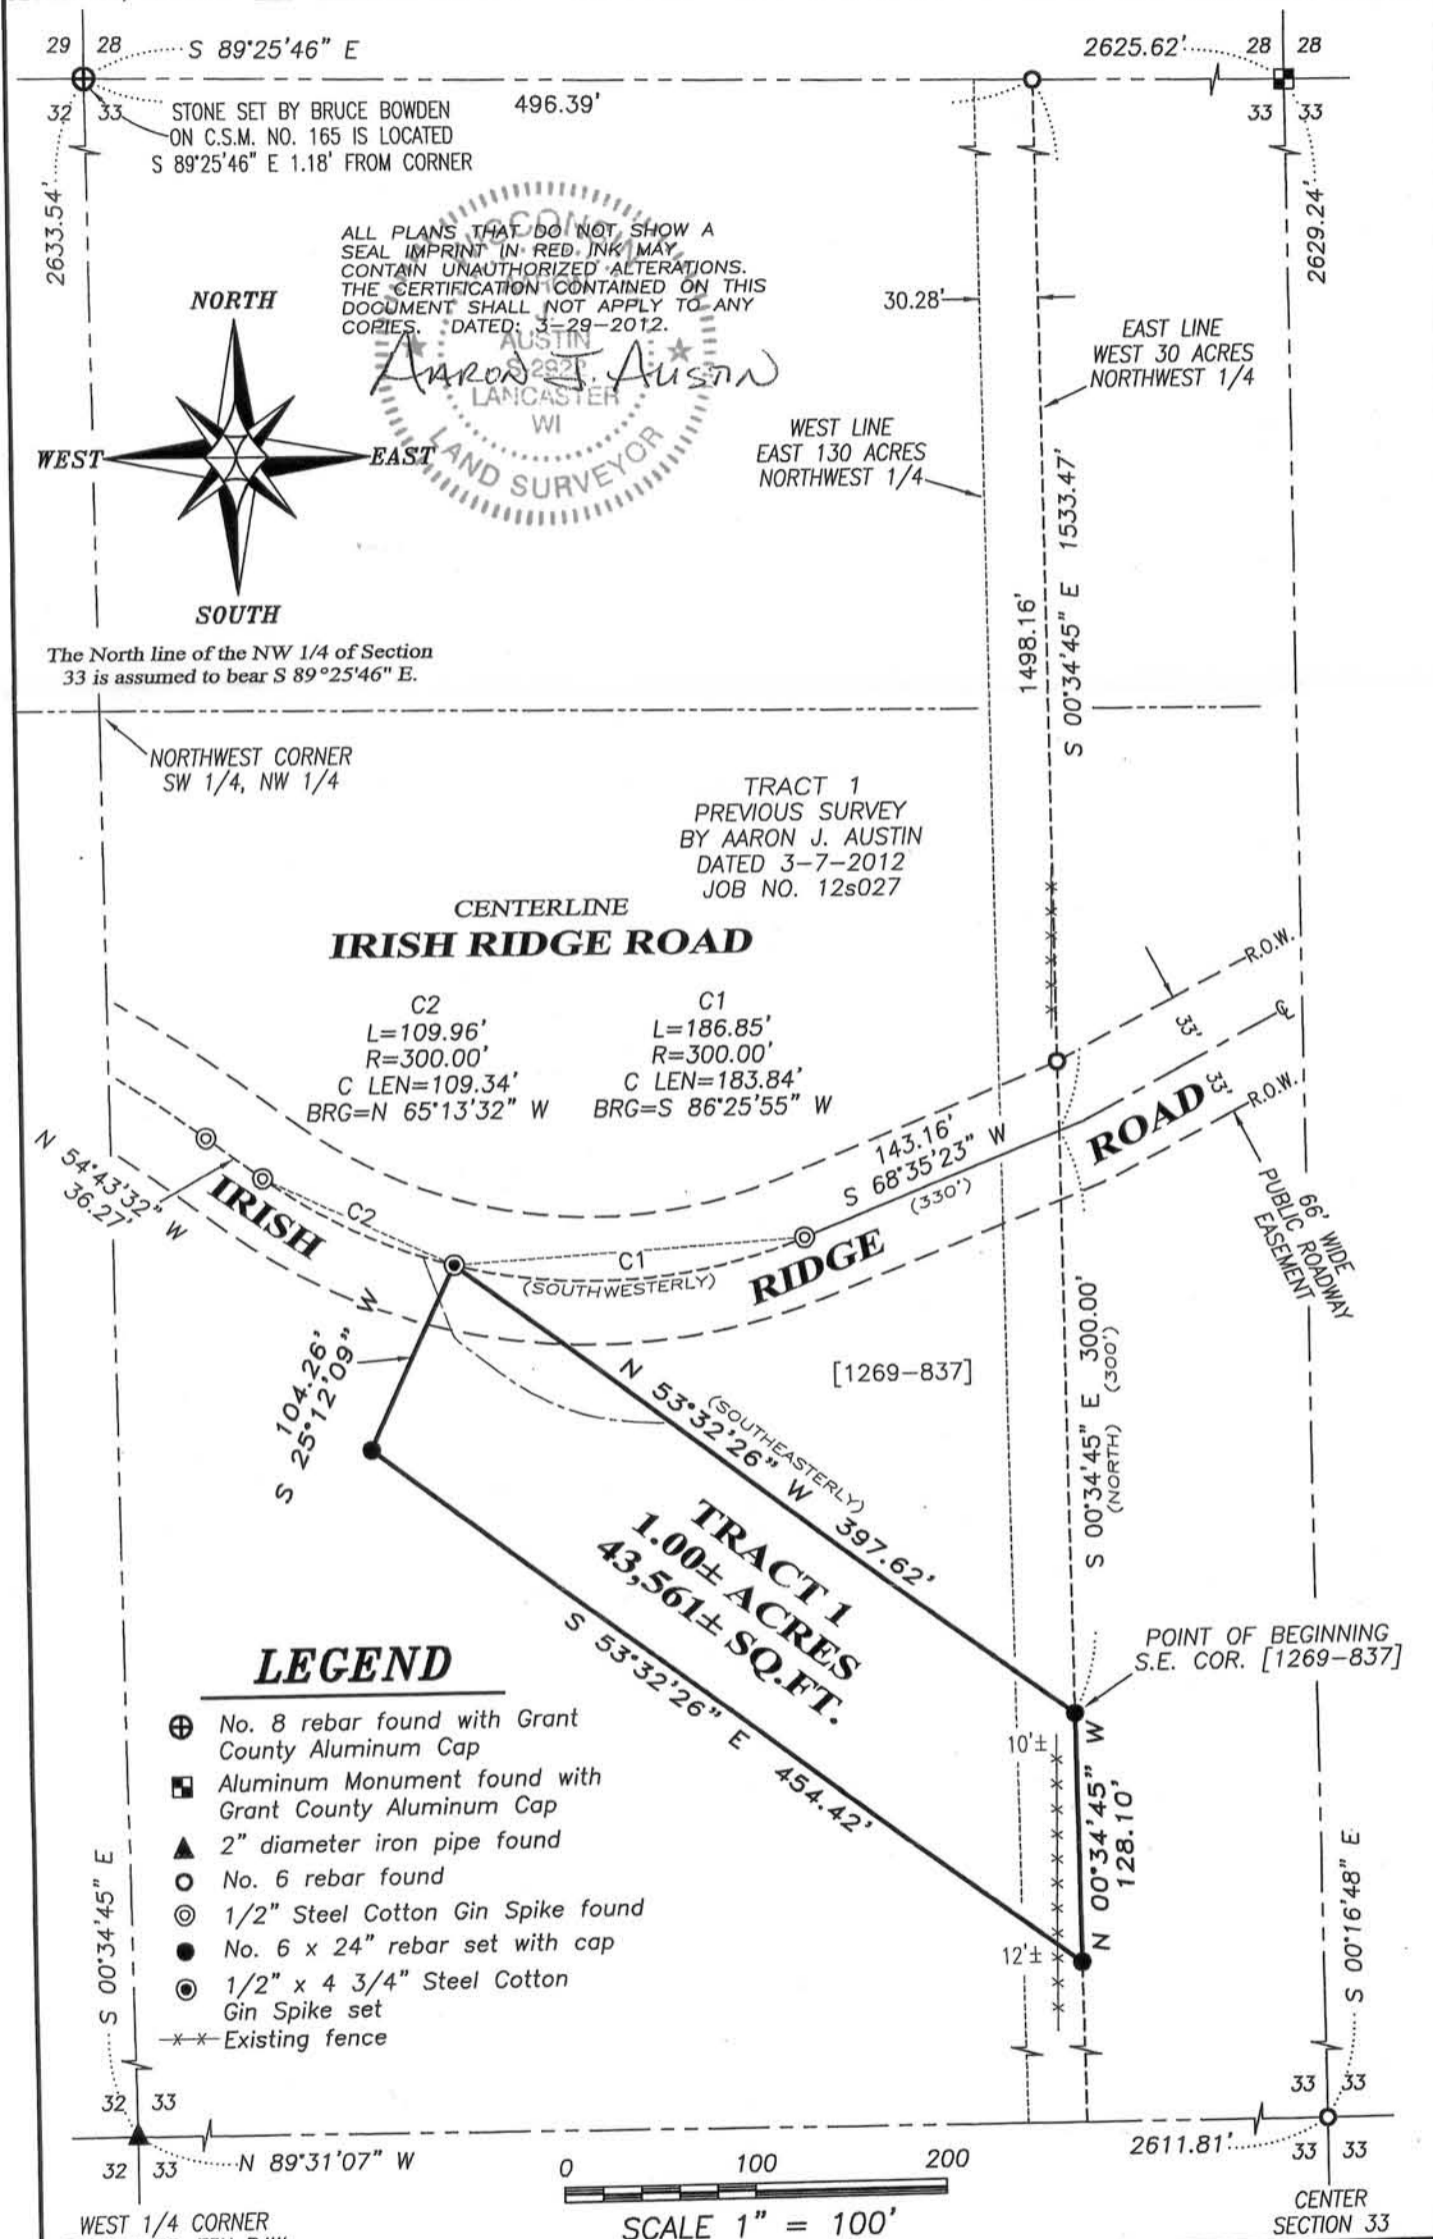 29 28
S 89°25'46" E
2625.62'
28 28
32 33
33 33
STONE SET BY BRUCE BOWDEN
ON C.S.M. NO. 165 IS LOCATED
S 89°25'46" E 1.18' FROM CORNER
496.39'
2633.54'
2629.24'
ALL PLANS THAT DO NOT SHOW A
SEAL IMPRINT IN RED INK MAY
CONTAIN UNAUTHORIZED ALTERATIONS.
THE CERTIFICATION CONTAINED ON THIS
DOCUMENT SHALL NOT APPLY TO ANY
COPIES. DATED: 3-29-2012.
WISCONSIN
AARON
J.
AUSTIN
LANCASTER
WI
LAND SURVEYOR
AARON J. AUSTIN
NORTH
WEST
EAST
SOUTH
The North line of the NW 1/4 of Section
33 is assumed to bear S 89°25'46" E.
30.28'
EAST LINE
WEST 30 ACRES
NORTHWEST 1/4
WEST LINE
EAST 130 ACRES
NORTHWEST 1/4
1498.16'
S 00°34'45" E 1533.47'
NORTHWEST CORNER
SW 1/4, NW 1/4
TRACT 1
PREVIOUS SURVEY
BY AARON J. AUSTIN
DATED 3-7-2012
JOB NO. 12s027
CENTERLINE
IRISH RIDGE ROAD
C2
L=109.96'
R=300.00'
C LEN=109.34'
BRG=N 65°13'32" W
C1
L=186.85'
R=300.00'
C LEN=183.84'
BRG=S 86°25'55" W
R.O.W.
33'
CL
33'
R.O.W.
N 54°43'32" W
36.27'
IRISH
RIDGE
ROAD
C2
C1
(SOUTHWESTERLY)
143.16'
S 68°35'23" W
(330')
66' WIDE
PUBLIC ROADWAY
EASEMENT
104.26'
S 25°12'09" W
N 53°32'26" W 397.62'
(SOUTHEASTERLY)
[1269-837]
S 00°34'45" E 300.00'
(NORTH) (300')
TRACT 1
1.00± ACRES
43,561± SQ.FT.
S 53°32'26" E 454.42'
POINT OF BEGINNING
S.E. COR. [1269-837]
10'±
N 00°34'45" W
128.10'
12'±
LEGEND
No. 8 rebar found with Grant
County Aluminum Cap
Aluminum Monument found with
Grant County Aluminum Cap
2" diameter iron pipe found
No. 6 rebar found
1/2" Steel Cotton Gin Spike found
No. 6 x 24" rebar set with cap
1/2" x 4 3/4" Steel Cotton
Gin Spike set
Existing fence
S 00°34'45" E
S 00°16'48" E
32 33
33 33
32 33
N 89°31'07" W
2611.81'
33 33
0 100 200
SCALE 1" = 100'
WEST 1/4 CORNER
CENTER
SECTION 33